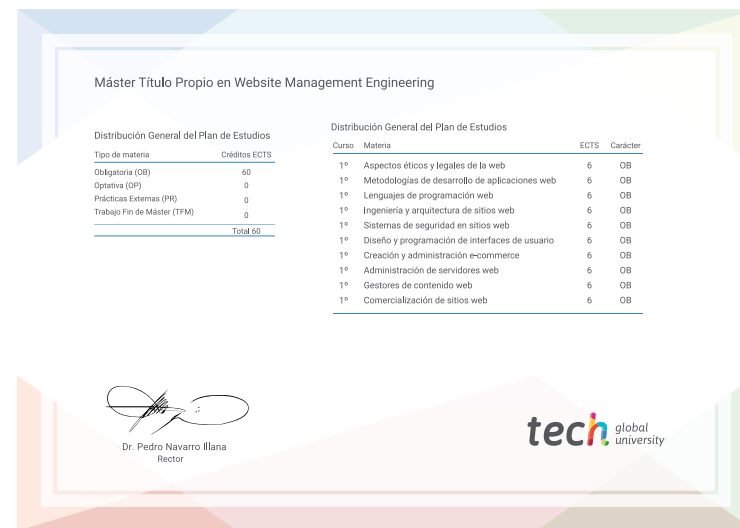 Máster Título Propio en Website Management Engineering
Distribución General del Plan de Estudios
Tipo de materia Créditos ECTS
Obligatoria (OB) 60
Optativa (OP) 0
Prácticas Externas (PR) 0
Trabajo Fin de Máster (TFM) 0
Total 60
Distribución General del Plan de Estudios
Curso Materia ECTS Carácter
1º Aspectos éticos y legales de la web 6 OB
1º Metodologías de desarrollo de aplicaciones web 6 OB
1º Lenguajes de programación web 6 OB
1º Ingeniería y arquitectura de sitios web 6 OB
1º Sistemas de seguridad en sitios web 6 OB
1º Diseño y programación de interfaces de usuario 6 OB
1º Creación y administración e-commerce 6 OB
1º Administración de servidores web 6 OB
1º Gestores de contenido web 6 OB
1º Comercialización de sitios web 6 OB
Dr. Pedro Navarro Illana
Rector
tech global
university